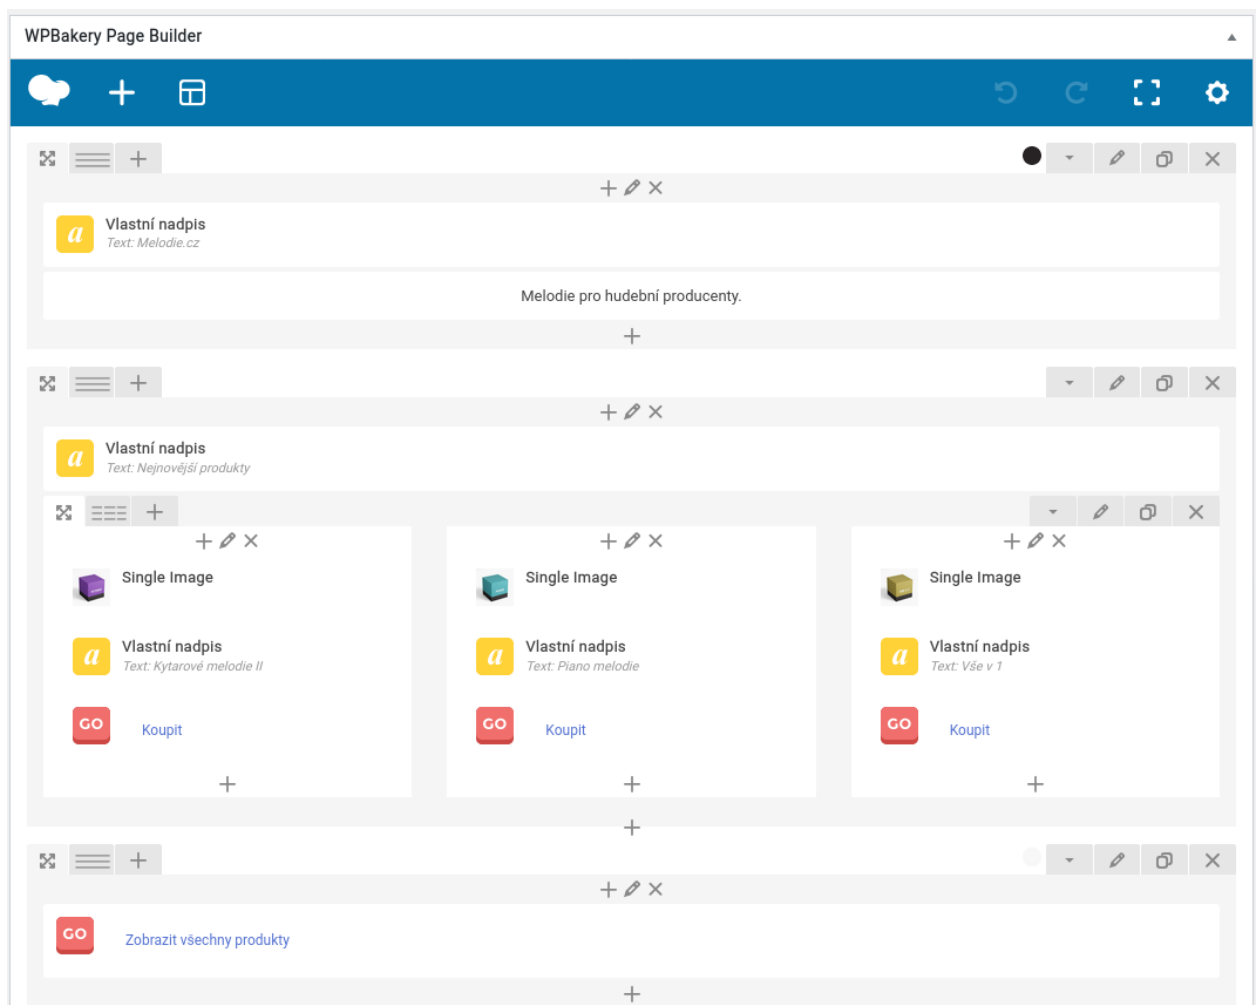 WPBakery Page Builder
Vlastní nadpis
Text: Melodie.cz
Melodie pro hudební producenty.
Vlastní nadpis
Text: Nejnovější produkty
Single Image
Single Image
Single Image
Vlastní nadpis
Text: Kytarové melodie II
Vlastní nadpis
Text: Piano melodie
Vlastní nadpis
Text: Vše v 1
GO Koupit
GO Koupit
GO Koupit
GO Zobrazit všechny produkty